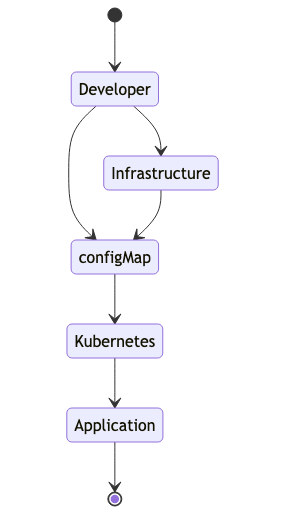 Developer
Infrastructure
configMap
Kubernetes
Application